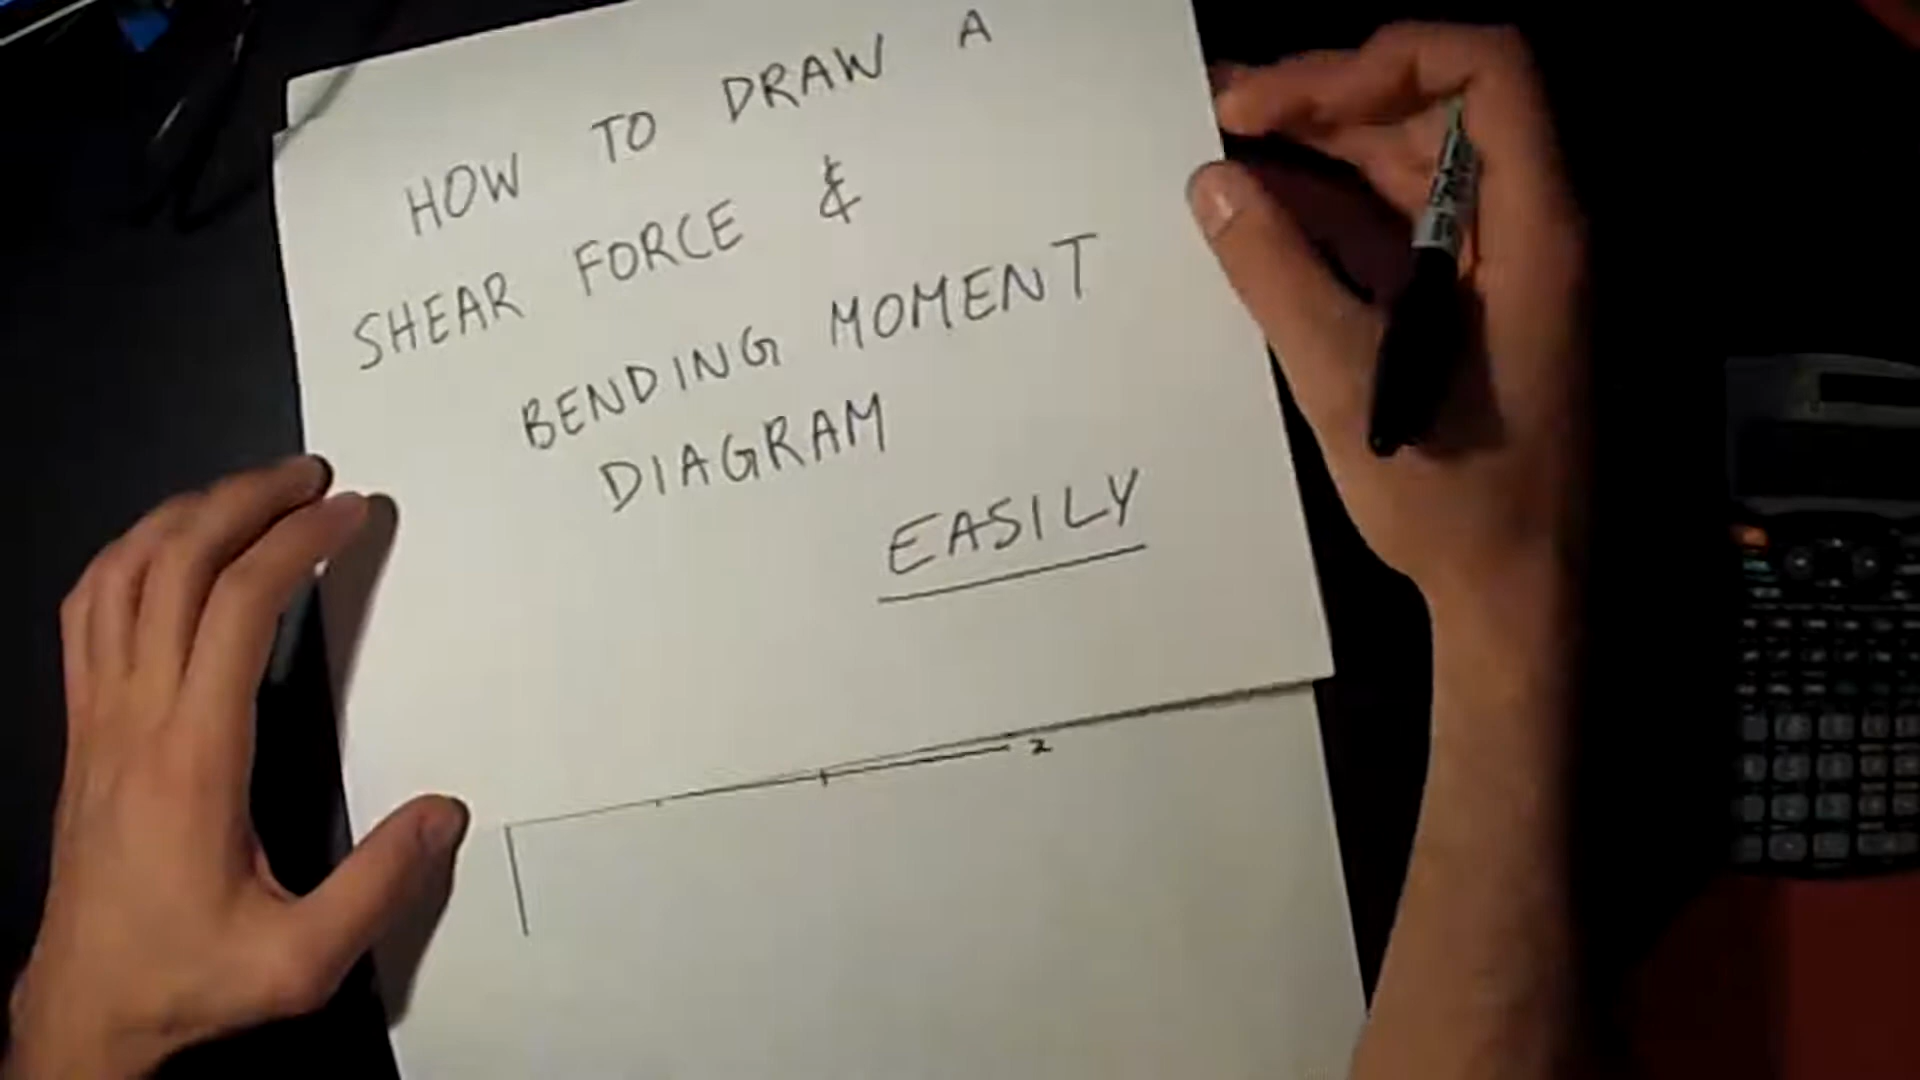 HOW TO DRAW A
SHEAR FORCE &
BENDING MOMENT
DIAGRAM
EASILY
x